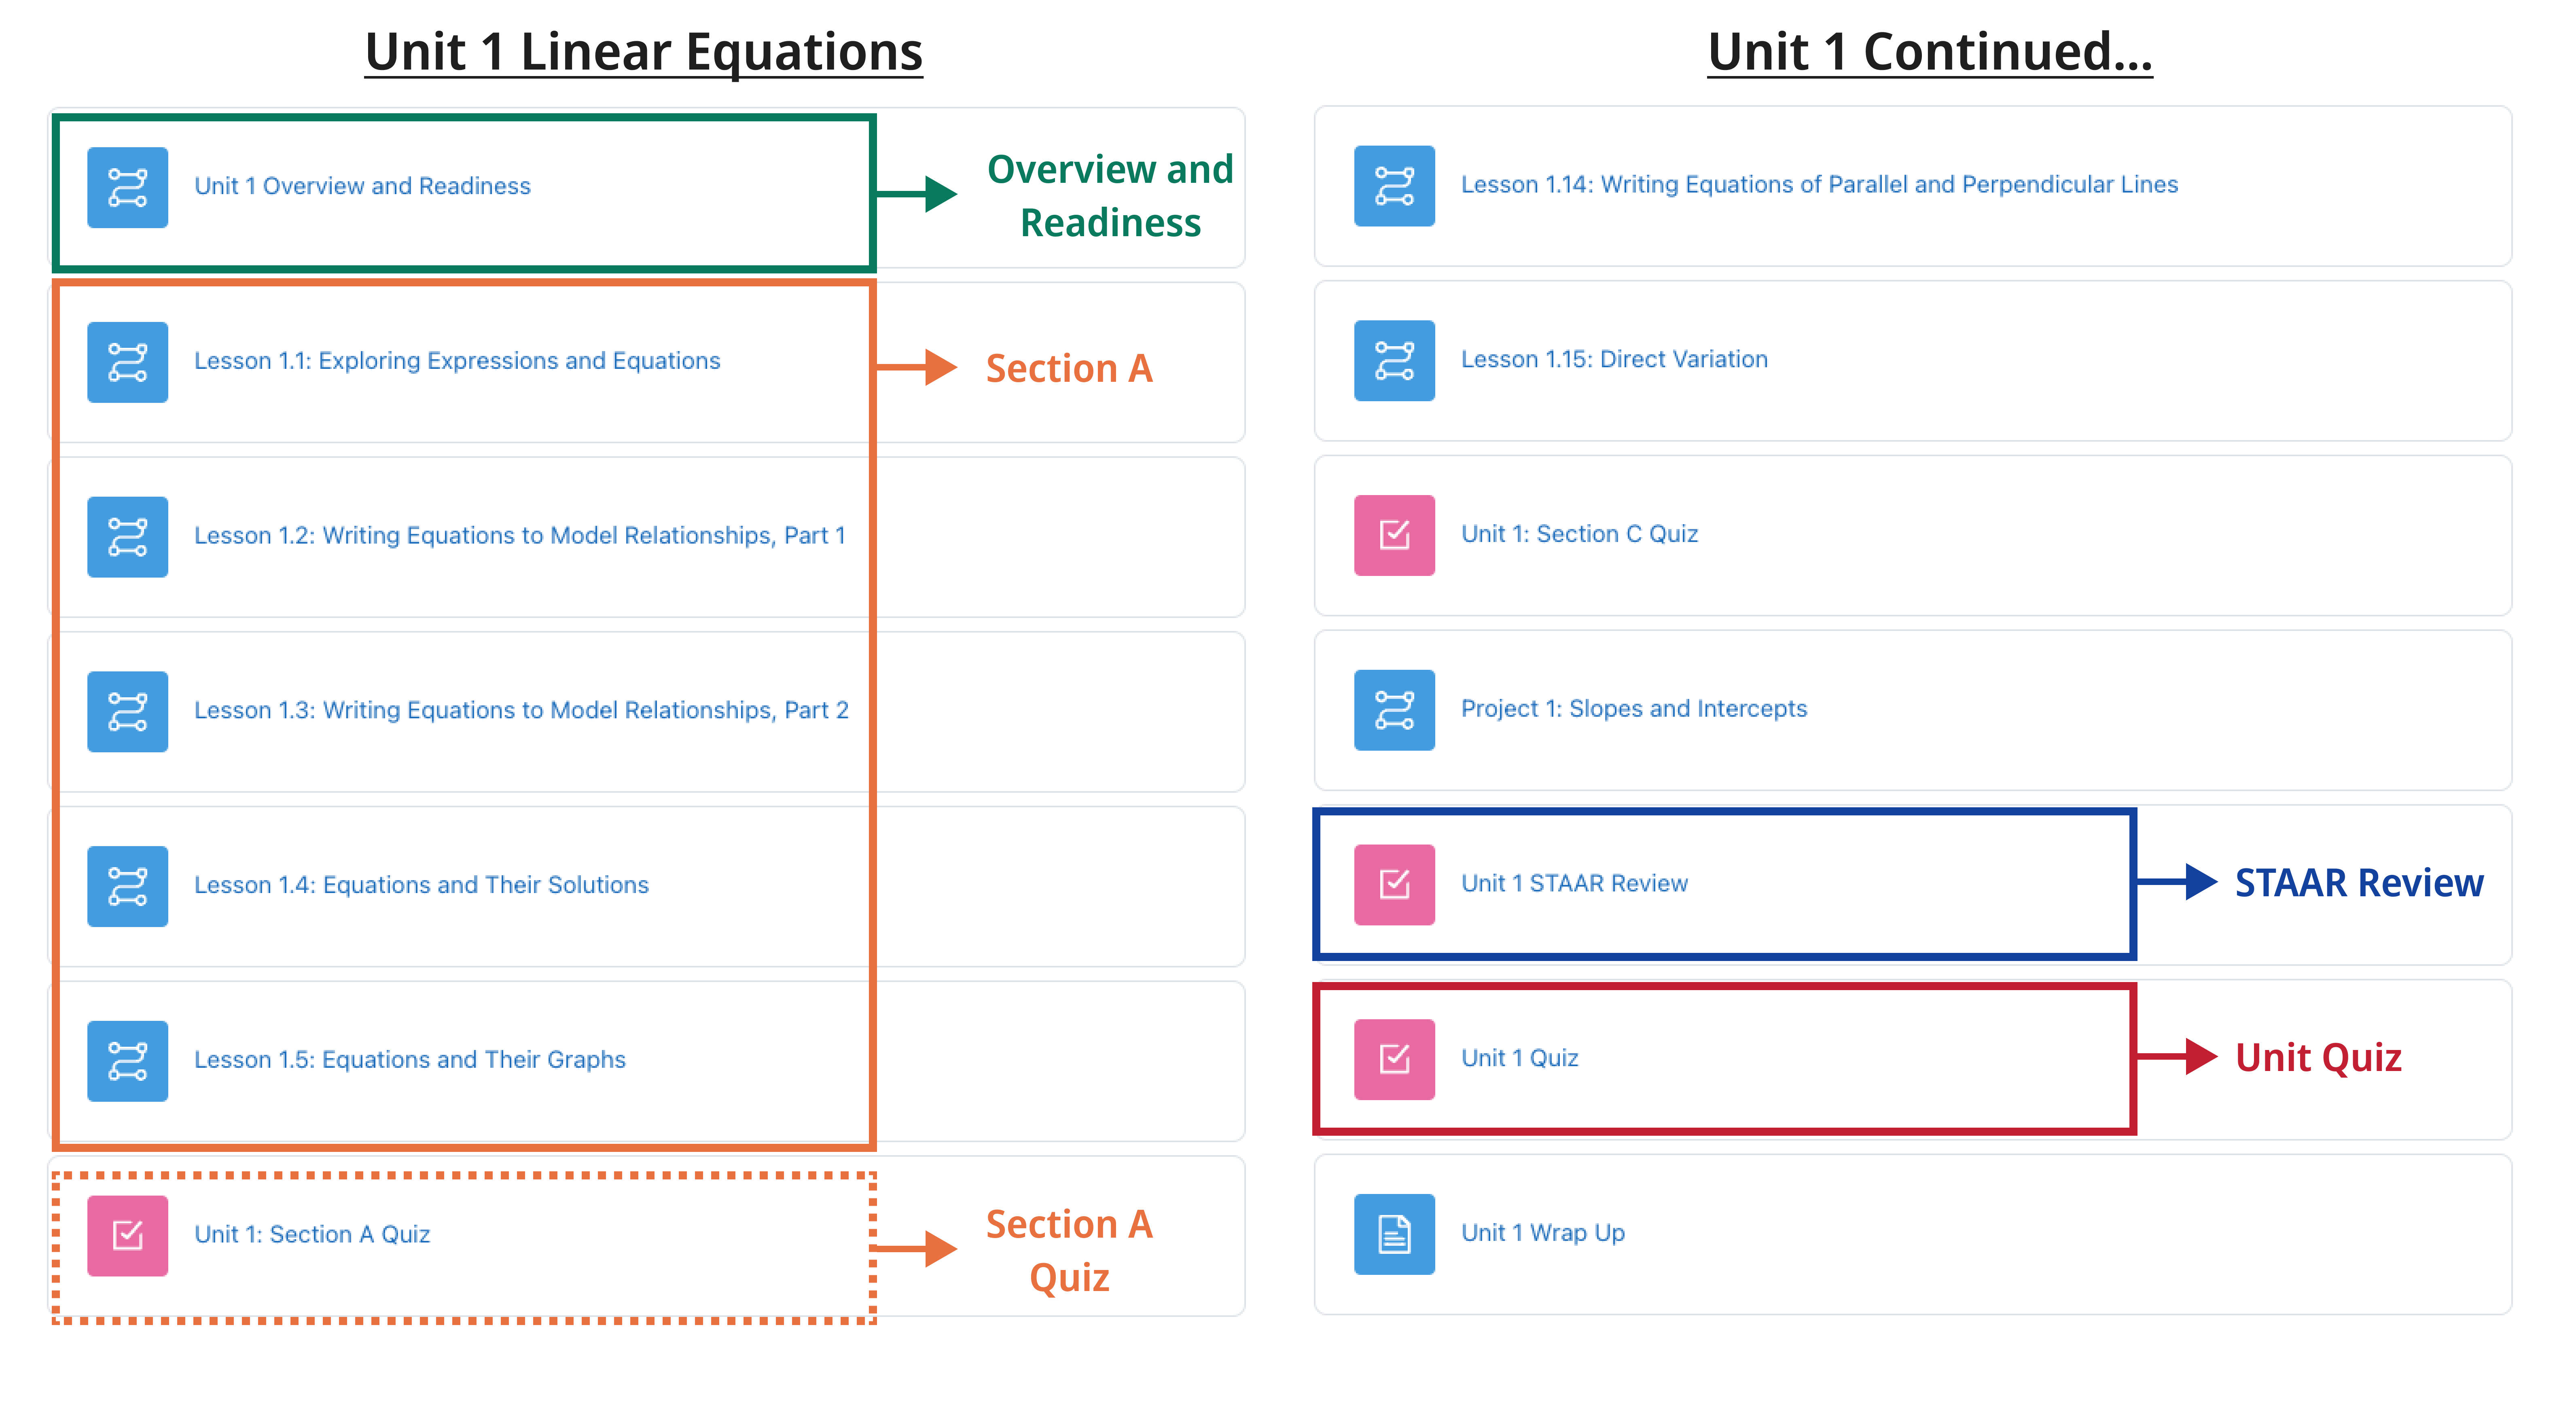 Unit 1 Linear Equations
Unit 1 Overview and Readiness
Overview and
Readiness
Lesson 1.1: Exploring Expressions and Equations
Section A
Lesson 1.2: Writing Equations to Model Relationships, Part 1
Lesson 1.3: Writing Equations to Model Relationships, Part 2
Lesson 1.4: Equations and Their Solutions
Lesson 1.5: Equations and Their Graphs
Unit 1: Section A Quiz
Section A
Quiz
Unit 1 Continued...
Lesson 1.14: Writing Equations of Parallel and Perpendicular Lines
Lesson 1.15: Direct Variation
Unit 1: Section C Quiz
Project 1: Slopes and Intercepts
Unit 1 STAAR Review
STAAR Review
Unit 1 Quiz
Unit Quiz
Unit 1 Wrap Up